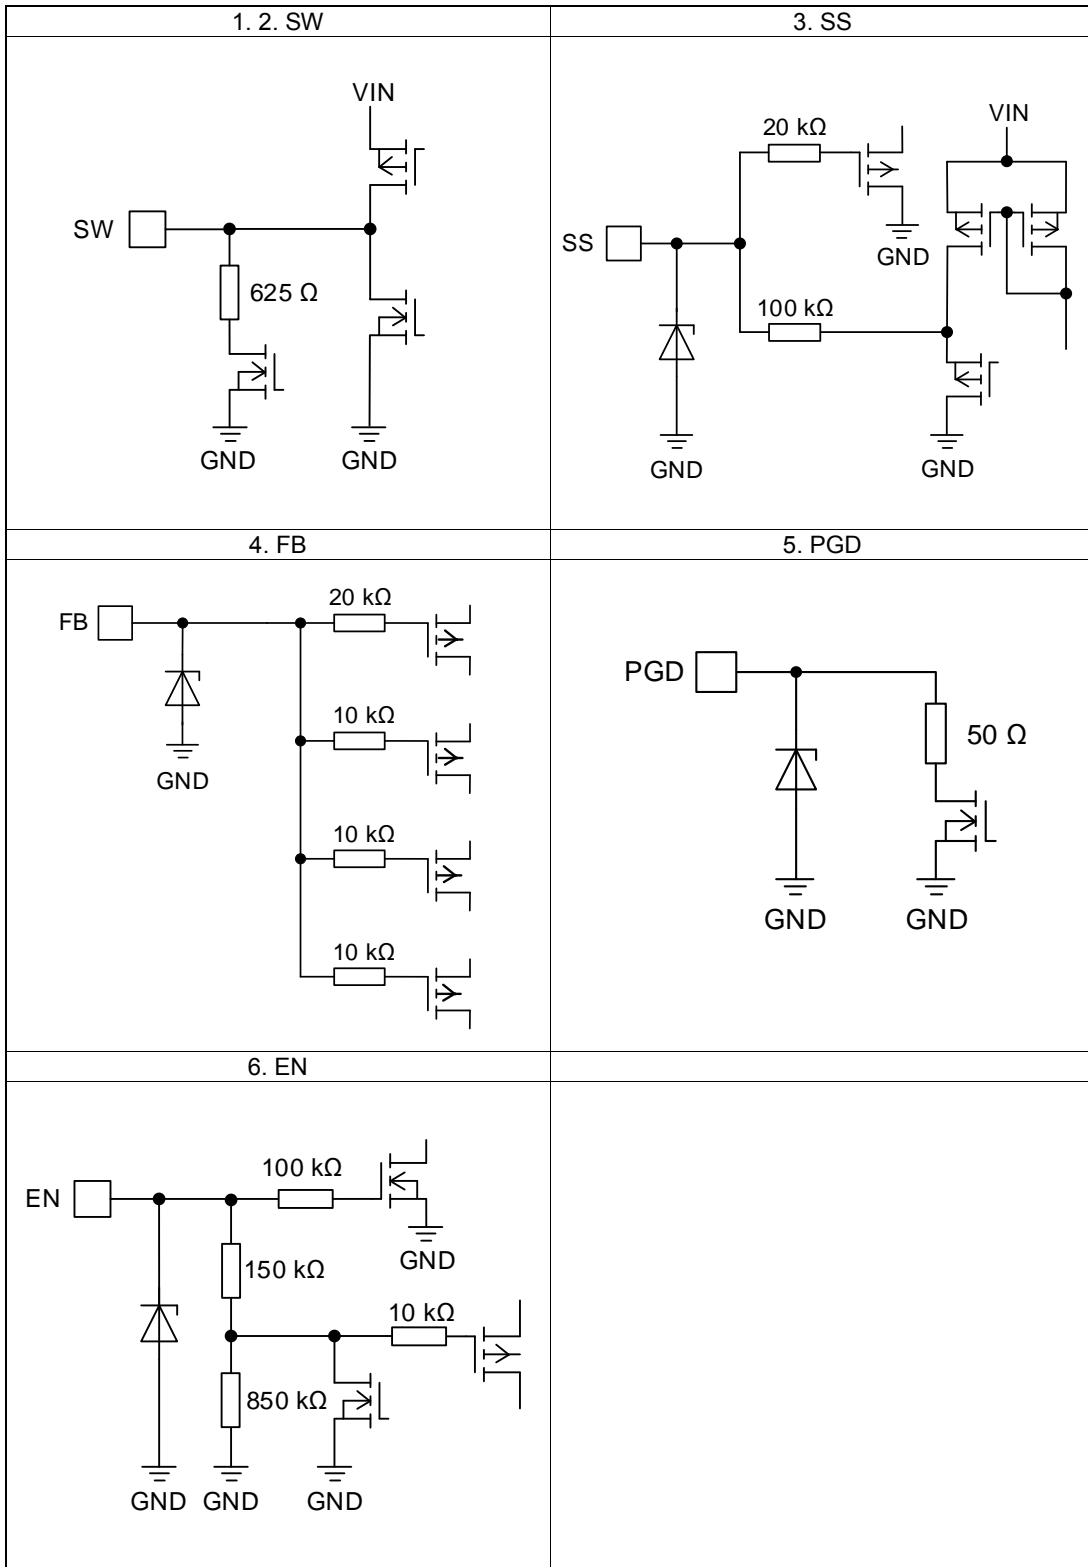 1. 2. SW
VIN
SW
625 Ω
GND
GND
3. SS
VIN
20 kΩ
SS
GND
100 kΩ
GND
GND
4. FB
20 kΩ
FB
10 kΩ
GND
10 kΩ
10 kΩ
5. PGD
PGD
50 Ω
GND
GND
6. EN
100 kΩ
EN
GND
150 kΩ
10 kΩ
850 kΩ
GND
GND
GND